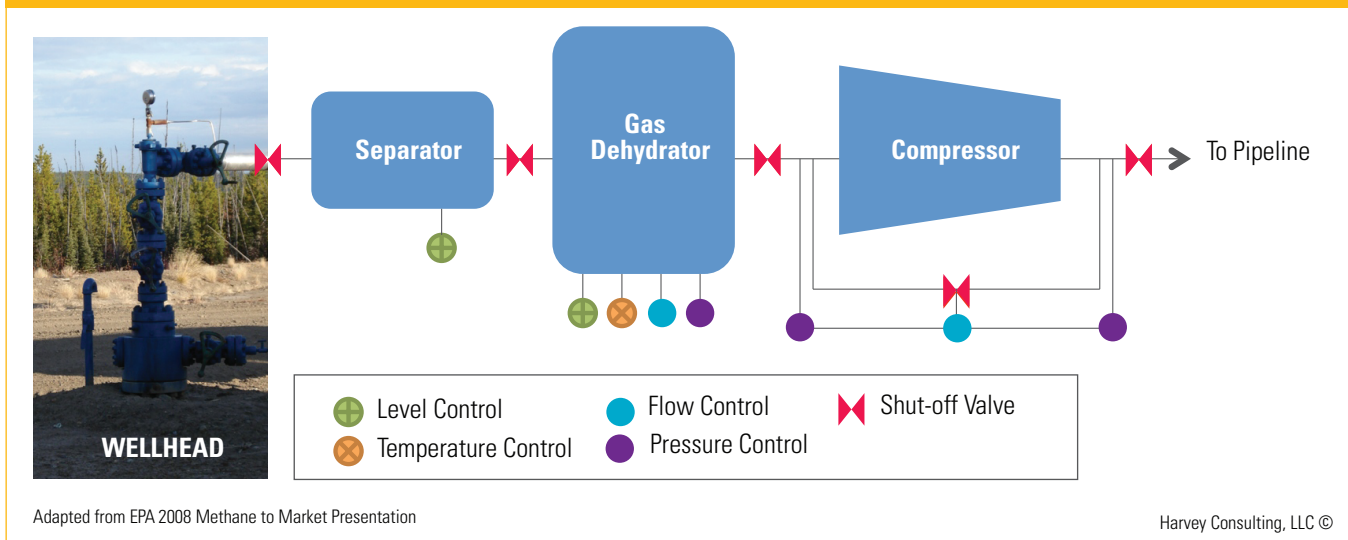 Separator
Gas
Dehydrator
Compressor
To Pipeline
WELLHEAD
Level Control
Flow Control
Shut-off Valve
Temperature Control
Pressure Control
Adapted from EPA 2008 Methane to Market Presentation
Harvey Consulting, LLC ©